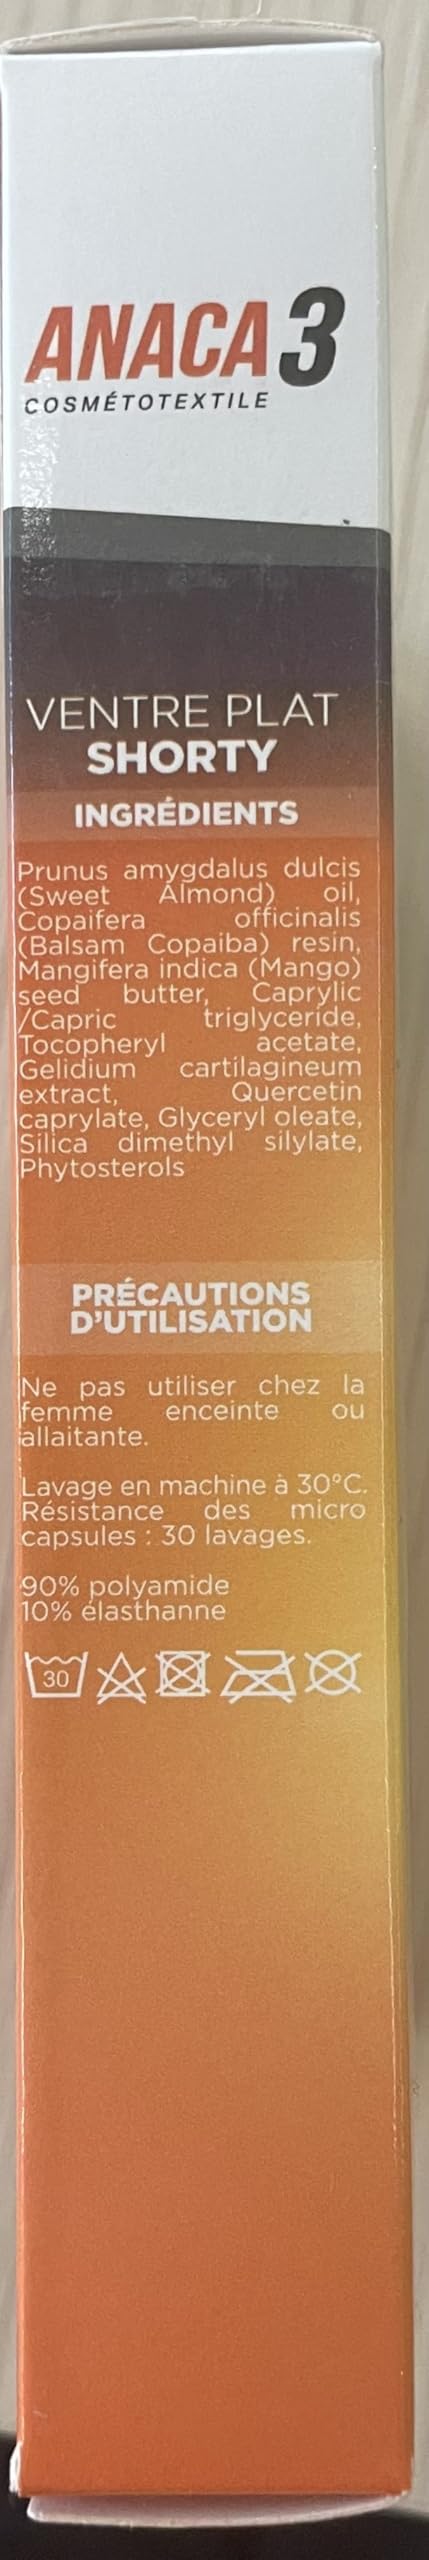 ANACA3
COSMÉTOTEXTILE
VENTRE PLAT
SHORTY
INGRÉDIENTS
Prunus amygdalus dulcis
(Sweet Almond) oil,
Copaifera officinalis
(Balsam Copaiba) resin,
Mangifera indica (Mango)
seed butter, Caprylic
/Capric triglyceride,
Tocopheryl acetate,
Gelidium cartilagineum
extract, Quercetin
caprylate, Glyceryl oleate,
Silica dimethyl silylate,
Phytosterols
PRÉCAUTIONS
D'UTILISATION
Ne pas utiliser chez la
femme enceinte ou
allaitante.
Lavage en machine à 30°C.
Résistance des micro
capsules : 30 lavages.
90% polyamide
10% élasthanne
30